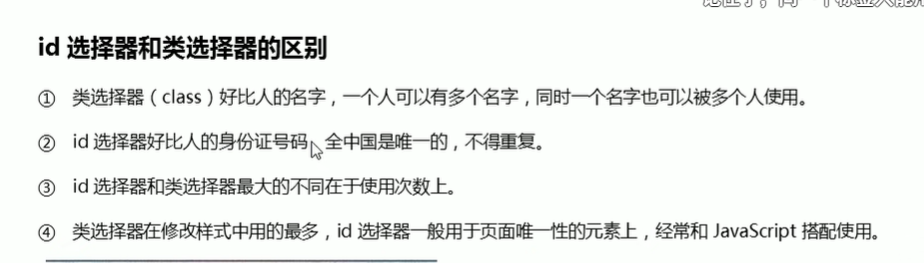 id 选择器和类选择器的区别
① 类选择器（class）好比人的名字，一个人可以有多个名字，同时一个名字也可以被多个人使用。
② id 选择器好比人的身份证号码，全中国是唯一的，不得重复。
③ id 选择器和类选择器最大的不同在于使用次数上。
④ 类选择器在修改样式中用的最多，id 选择器一般用于页面唯一性的元素上，经常和 JavaScript 搭配使用。